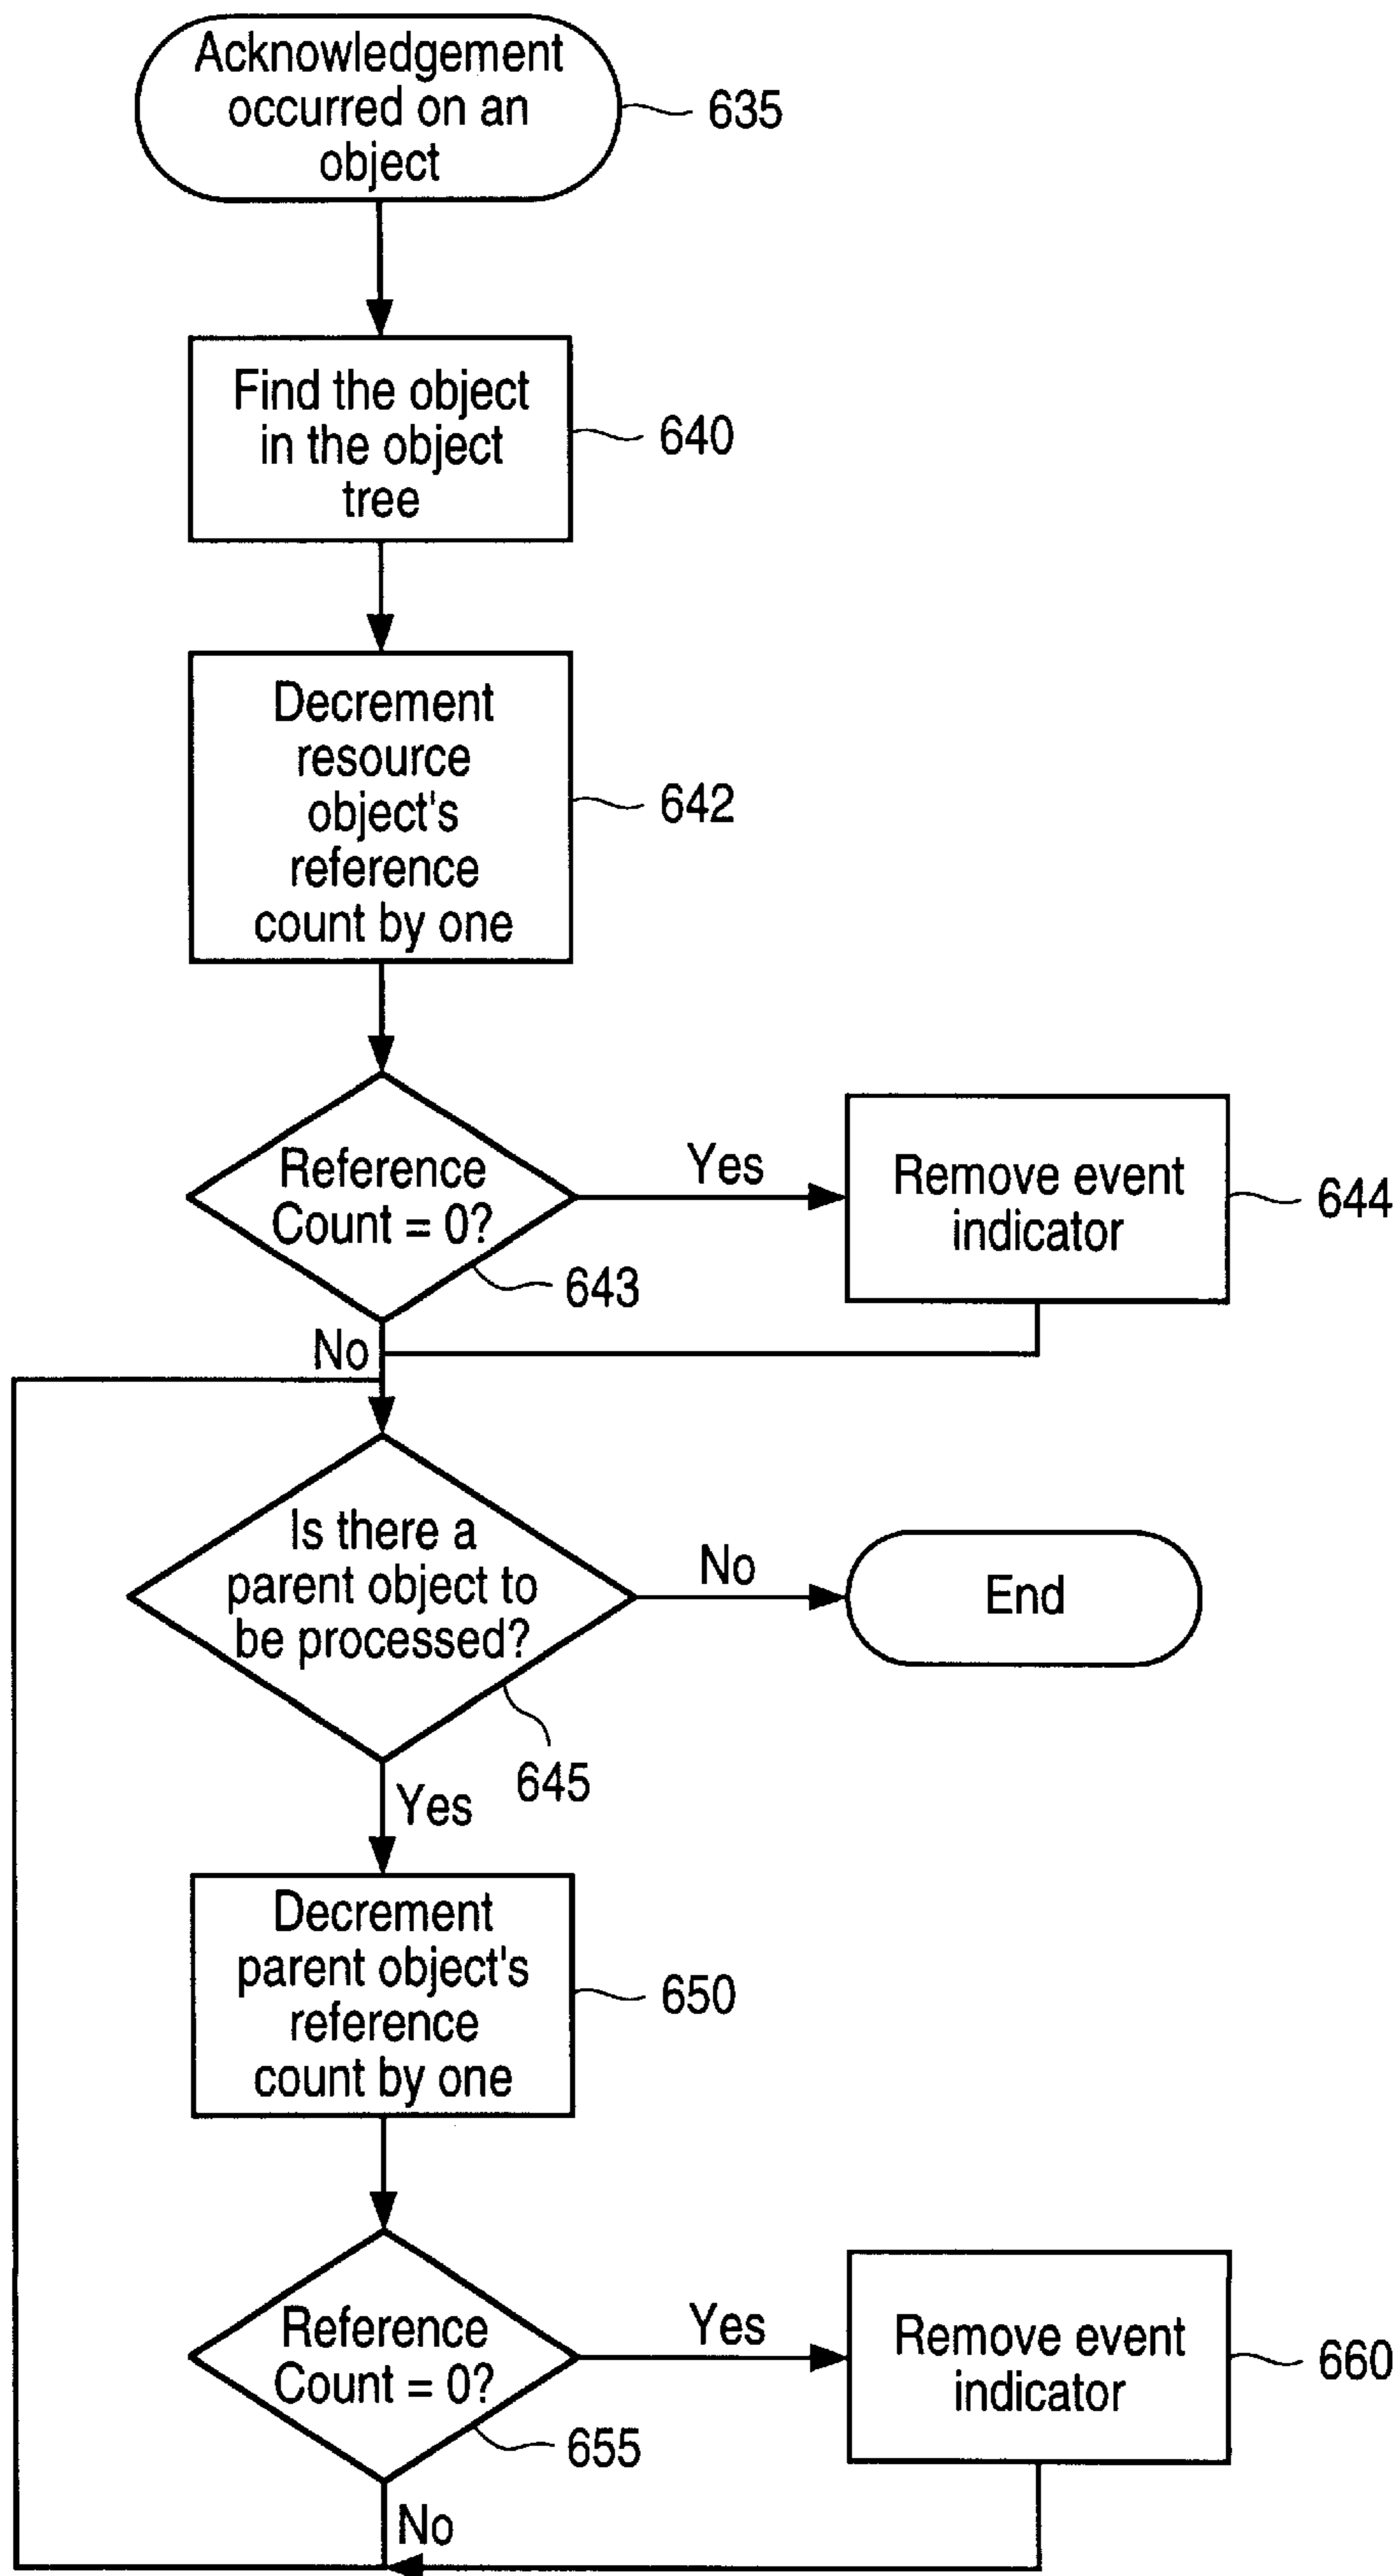 Acknowledgement
occurred on an
object
635
Find the object
in the object
tree
640
Decrement
resource
object's
reference
count by one
642
Reference
Count = 0?
643
Yes
Remove event
indicator
644
No
Is there a
parent object to
be processed?
645
No
End
Yes
Decrement
parent object's
reference
count by one
650
Reference
Count = 0?
655
Yes
Remove event
indicator
660
No